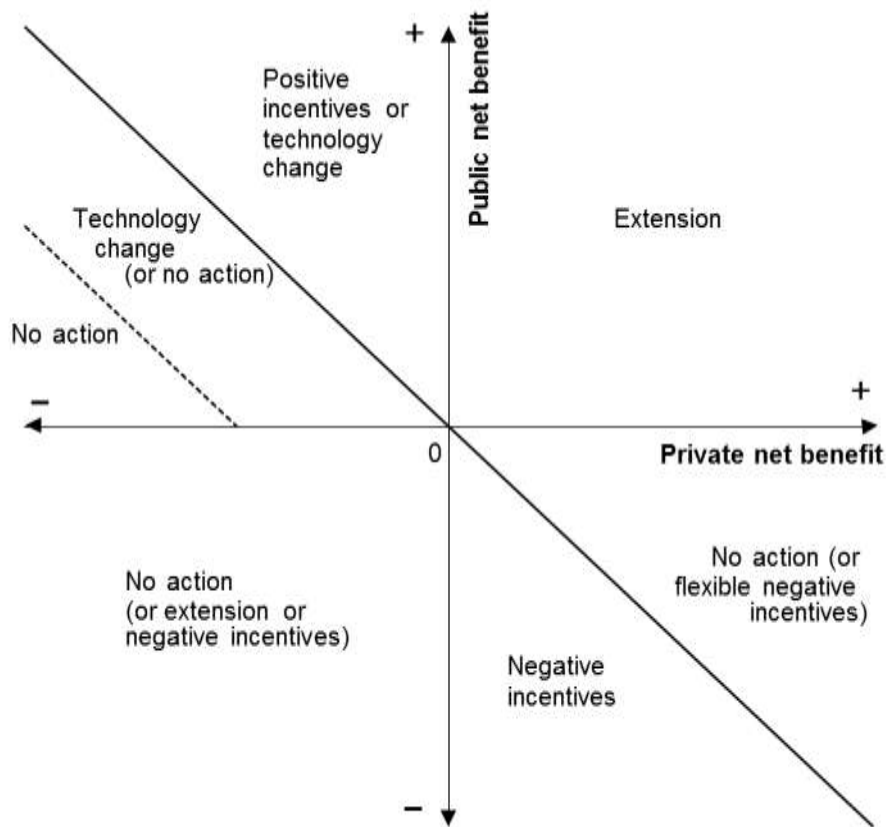 +
Public net benefit
Positive
incentives or
technology
change
Technology
change
(or no action)
Extension
No action
–
+
0
Private net benefit
No action
(or extension or
negative incentives)
No action (or
flexible negative
incentives)
Negative
incentives
–